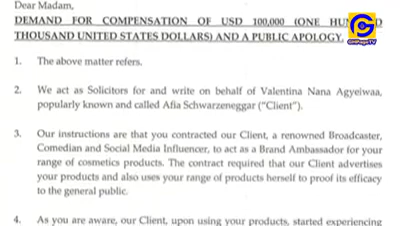 Dear Madam,
DEMAND FOR COMPENSATION OF USD 100,000 (ONE HUN D
THOUSAND UNITED STATES DOLLARS) AND A PUBLIC APOLOGY.
1. The above matter refers.
2. We act as Solicitors for and write on behalf of Valentina Nana Agyeiwaa,
popularly known and called Afia Schwarzeneggar ("Client").
3. Our instructions are that you contracted our Client, a renowned Broadcaster,
Comedian and Social Media Influencer, to act as a Brand Ambassador for your
range of cosmetics products. The contract required that our Client advertises
your products and also uses your range of products herself to proof its efficacy
to the general public.
4. As you are aware, our Client, upon using your products, started experiencing